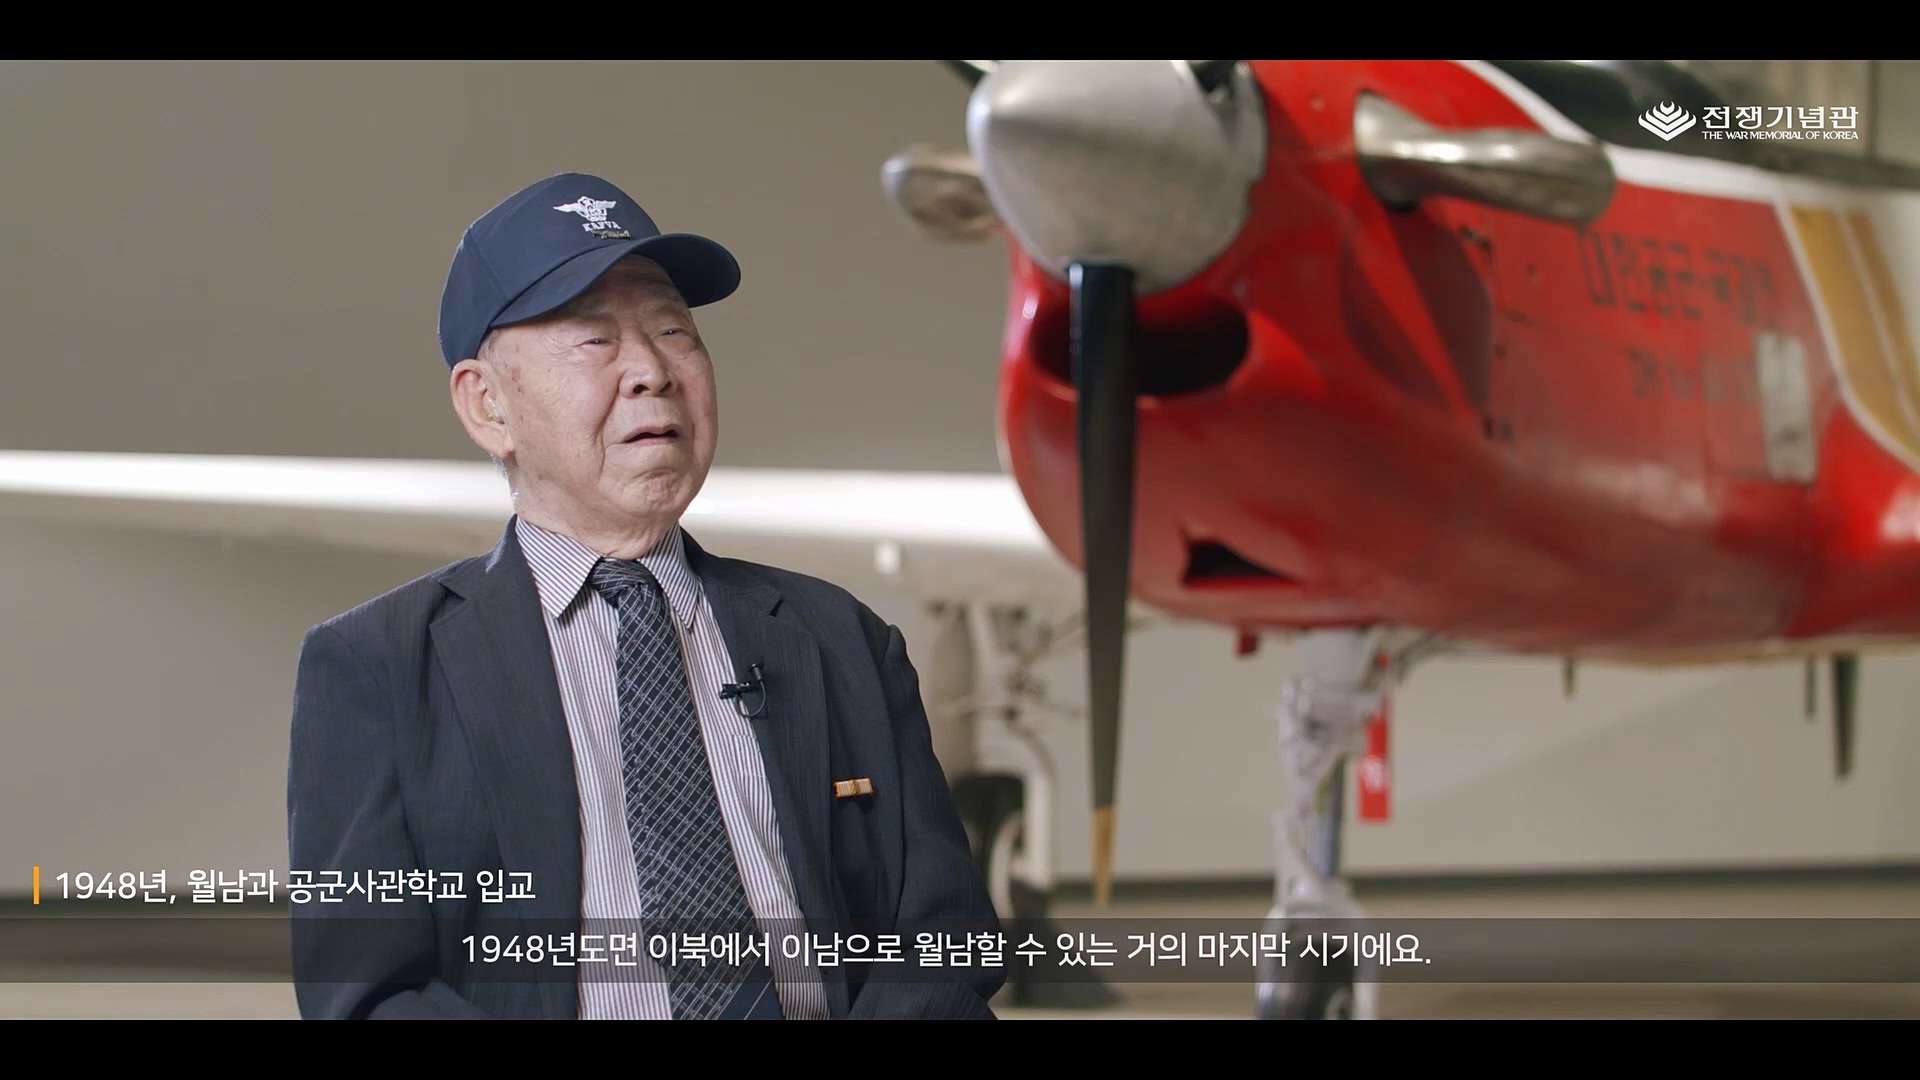 전쟁기념관
THE WAR MEMORIAL OF KOREA
KAFVA
1948년, 월남과 공군사관학교 입교
1948년도면 이북에서 이남으로 월남할 수 있는 거의 마지막 시기에요.